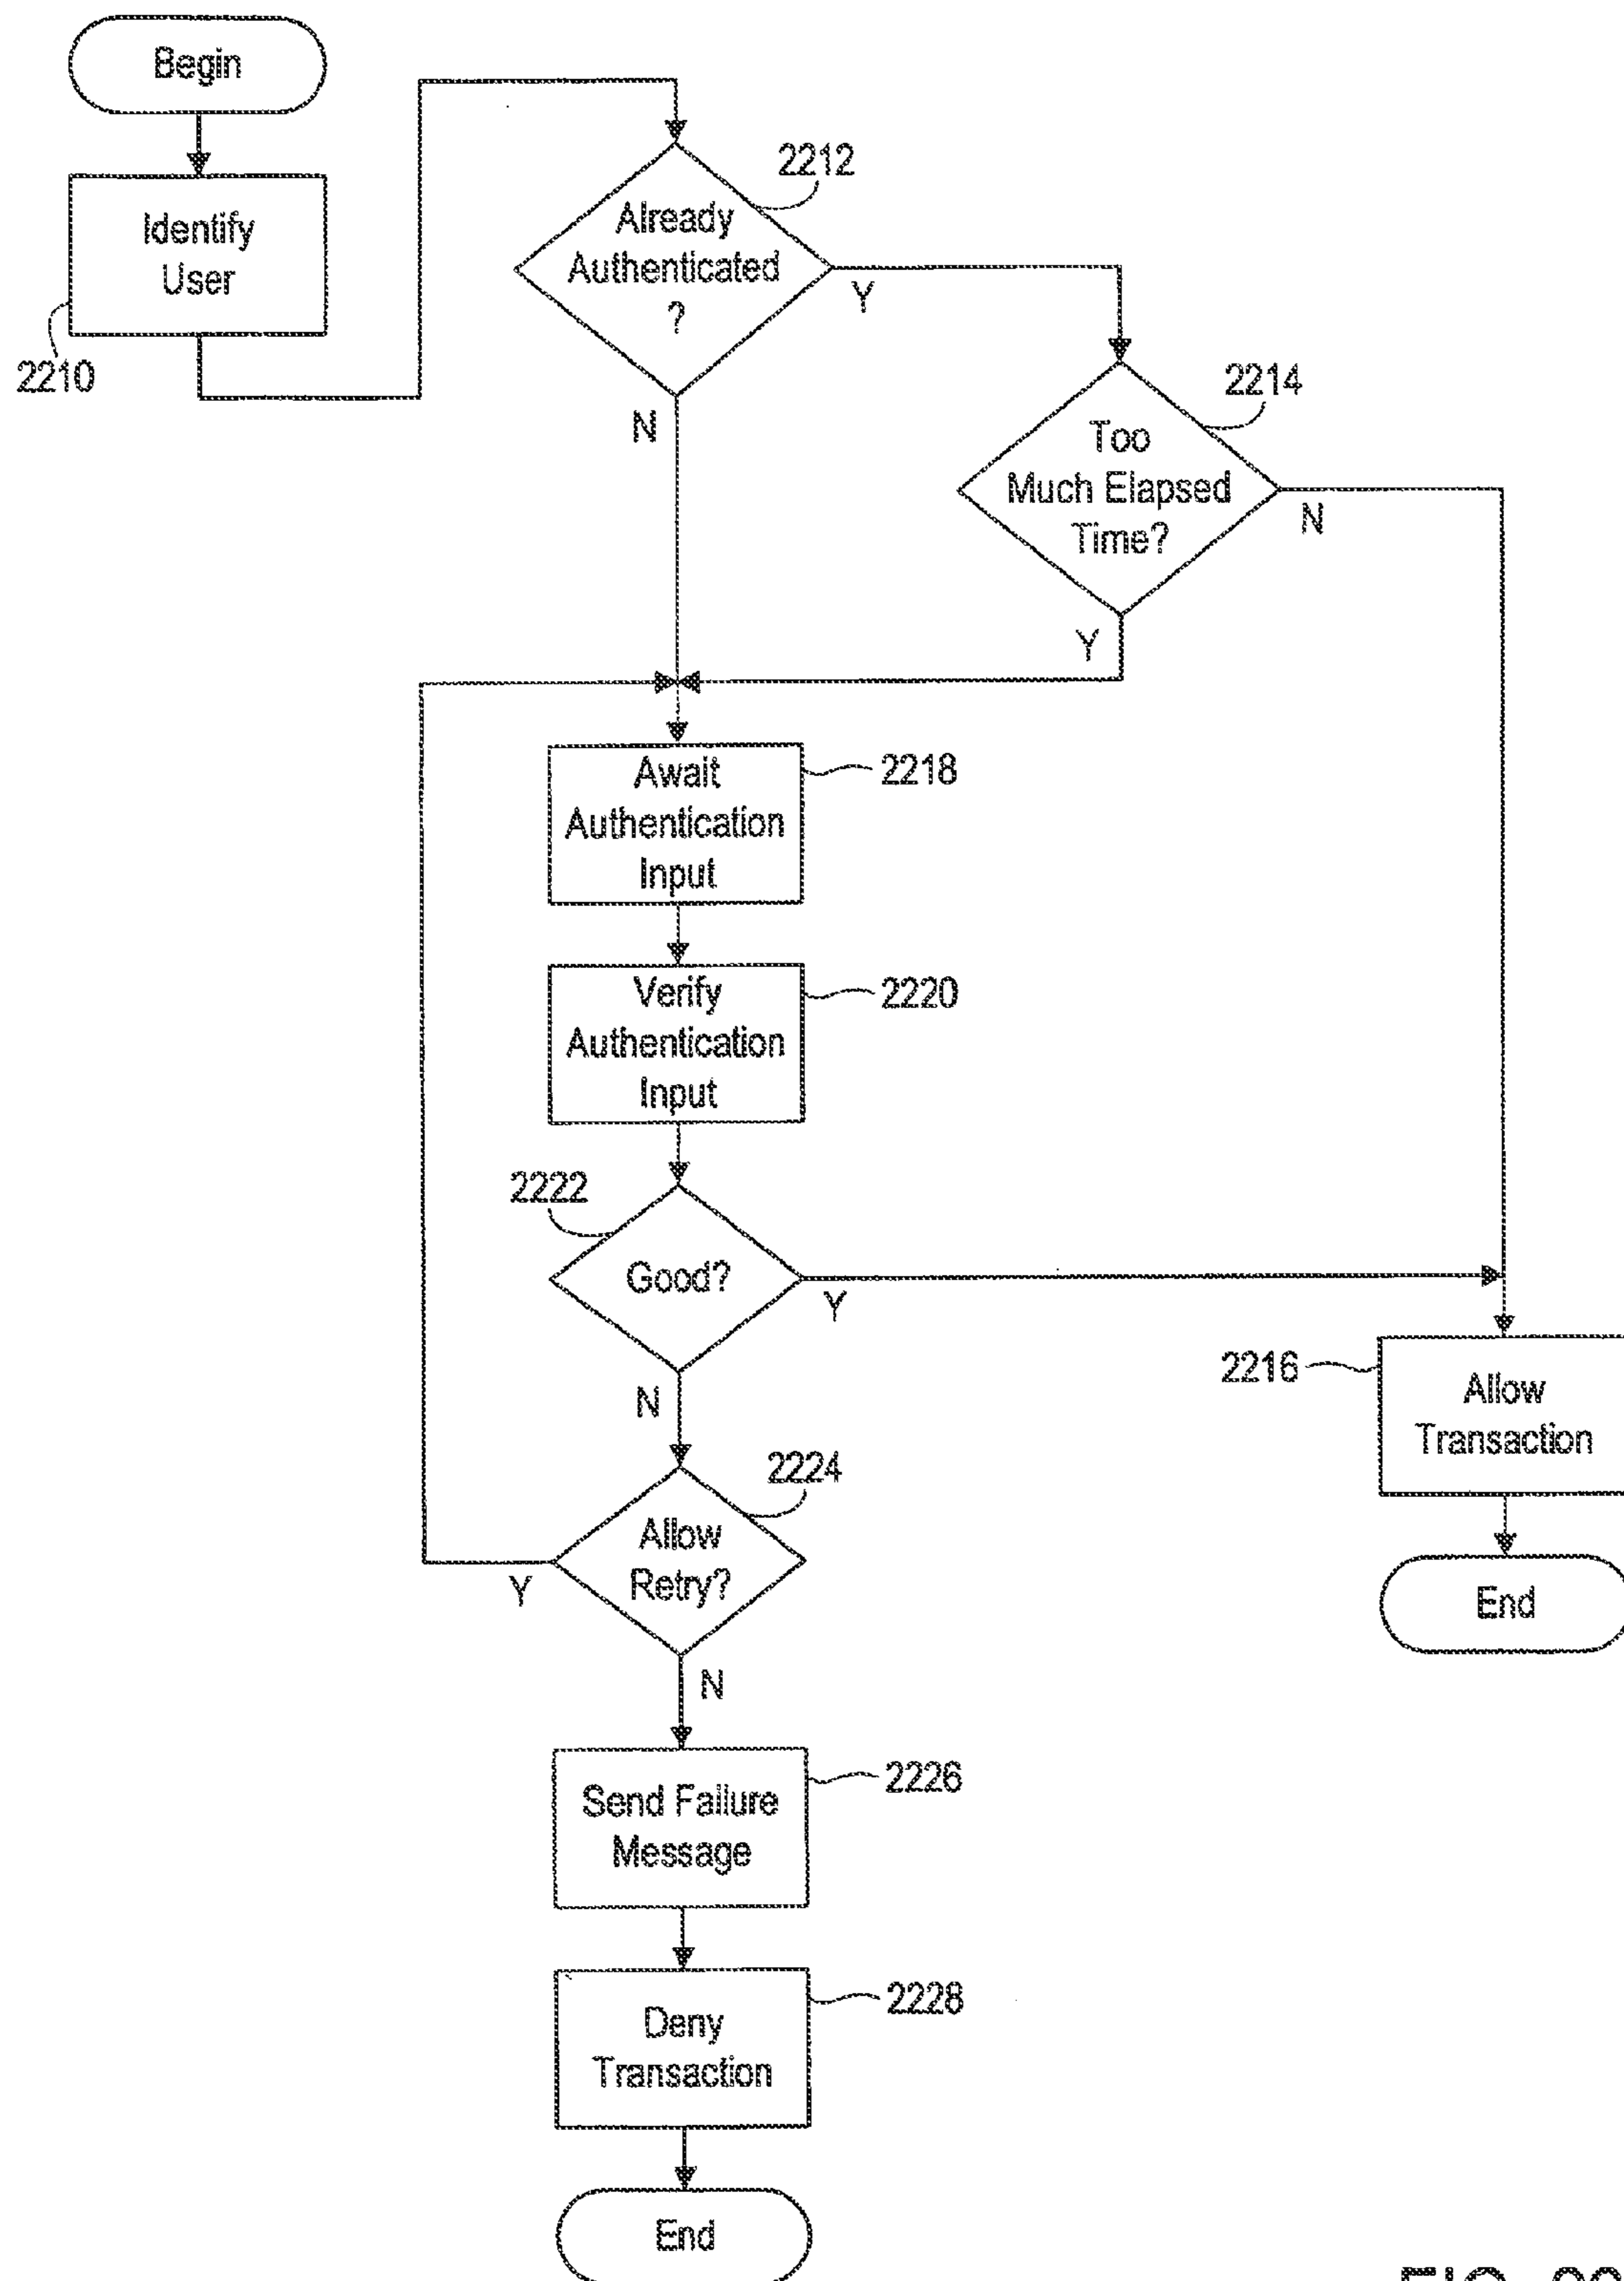 Begin
Identify
User
2210
2212
Already
Authenticated
?
Y
N
2214
Too
Much Elapsed
Time?
N
Y
Await
Authentication
Input
2218
Verify
Authentication
Input
2220
2222
Good?
Y
N
2216
Allow
Transaction
End
2224
Allow
Retry?
Y
N
Send Failure
Message
2226
Deny
Transaction
2228
End